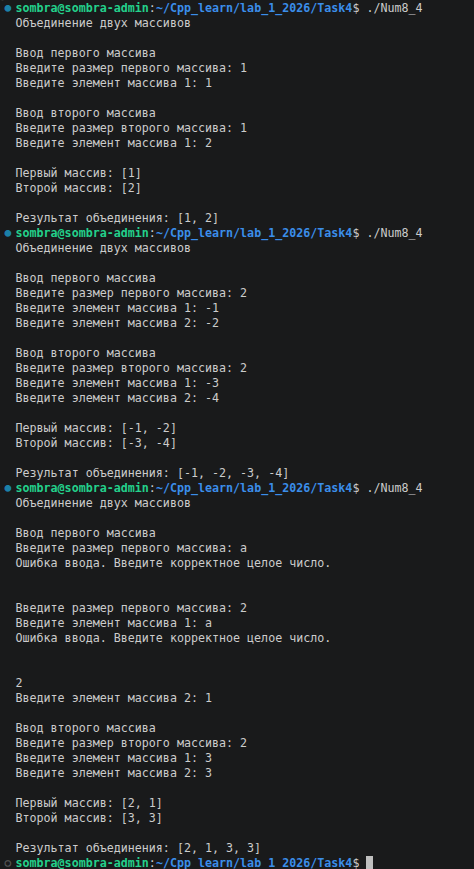 sombra@sombra-admin:~/Cpp_learn/lab_1_2026/Task4$ ./Num8_4
Объединение двух массивов
Ввод первого массива
Введите размер первого массива: 1
Введите элемент массива 1: 1
Ввод второго массива
Введите размер второго массива: 1
Введите элемент массива 1: 2
Первый массив: [1]
Второй массив: [2]
Результат объединения: [1, 2]
sombra@sombra-admin:~/Cpp_learn/lab_1_2026/Task4$ ./Num8_4
Объединение двух массивов
Ввод первого массива
Введите размер первого массива: 2
Введите элемент массива 1: -1
Введите элемент массива 2: -2
Ввод второго массива
Введите размер второго массива: 2
Введите элемент массива 1: -3
Введите элемент массива 2: -4
Первый массив: [-1, -2]
Второй массив: [-3, -4]
Результат объединения: [-1, -2, -3, -4]
sombra@sombra-admin:~/Cpp_learn/lab_1_2026/Task4$ ./Num8_4
Объединение двух массивов
Ввод первого массива
Введите размер первого массива: a
Ошибка ввода. Введите корректное целое число.
Введите размер первого массива: 2
Введите элемент массива 1: a
Ошибка ввода. Введите корректное целое число.
2
Введите элемент массива 2: 1
Ввод второго массива
Введите размер второго массива: 2
Введите элемент массива 1: 3
Введите элемент массива 2: 3
Первый массив: [2, 1]
Второй массив: [3, 3]
Результат объединения: [2, 1, 3, 3]
sombra@sombra-admin:~/Cpp_learn/lab_1_2026/Task4$